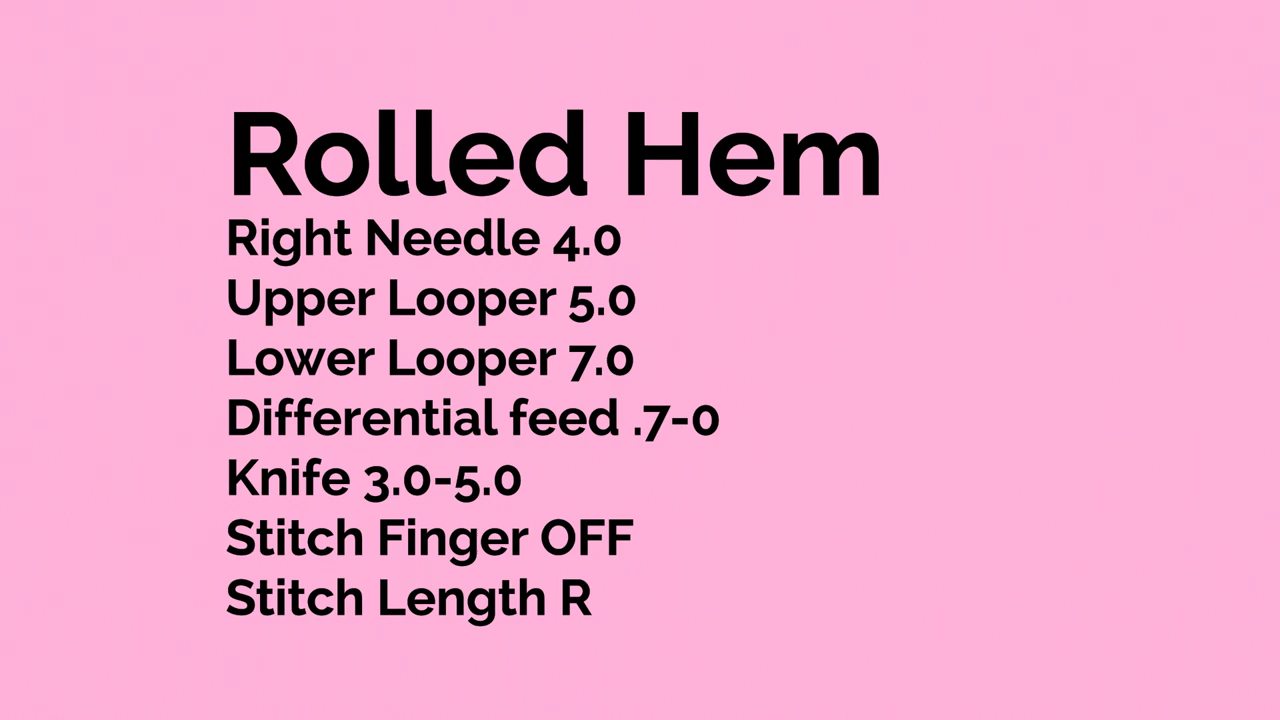 Rolled Hem
Right Needle 4.0
Upper Looper 5.0
Lower Looper 7.0
Differential feed .7-0
Knife 3.0-5.0
Stitch Finger OFF
Stitch Length R